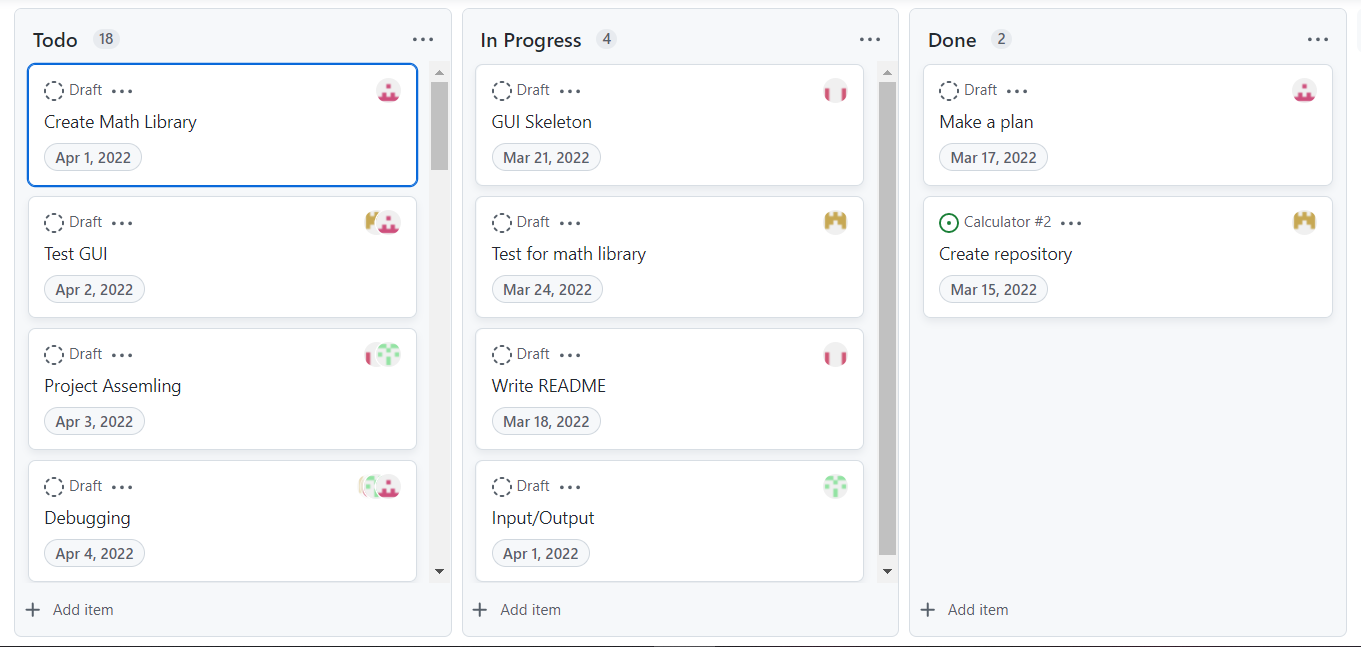 Todo 18
Draft
Create Math Library
Apr 1, 2022
Draft
Test GUI
Apr 2, 2022
Draft
Project Assemling
Apr 3, 2022
Draft
Debugging
Apr 4, 2022
Add item
In Progress 4
Draft
GUI Skeleton
Mar 21, 2022
Draft
Test for math library
Mar 24, 2022
Draft
Write README
Mar 18, 2022
Draft
Input/Output
Apr 1, 2022
Add item
Done 2
Draft
Make a plan
Mar 17, 2022
Calculator #2
Create repository
Mar 15, 2022
Add item